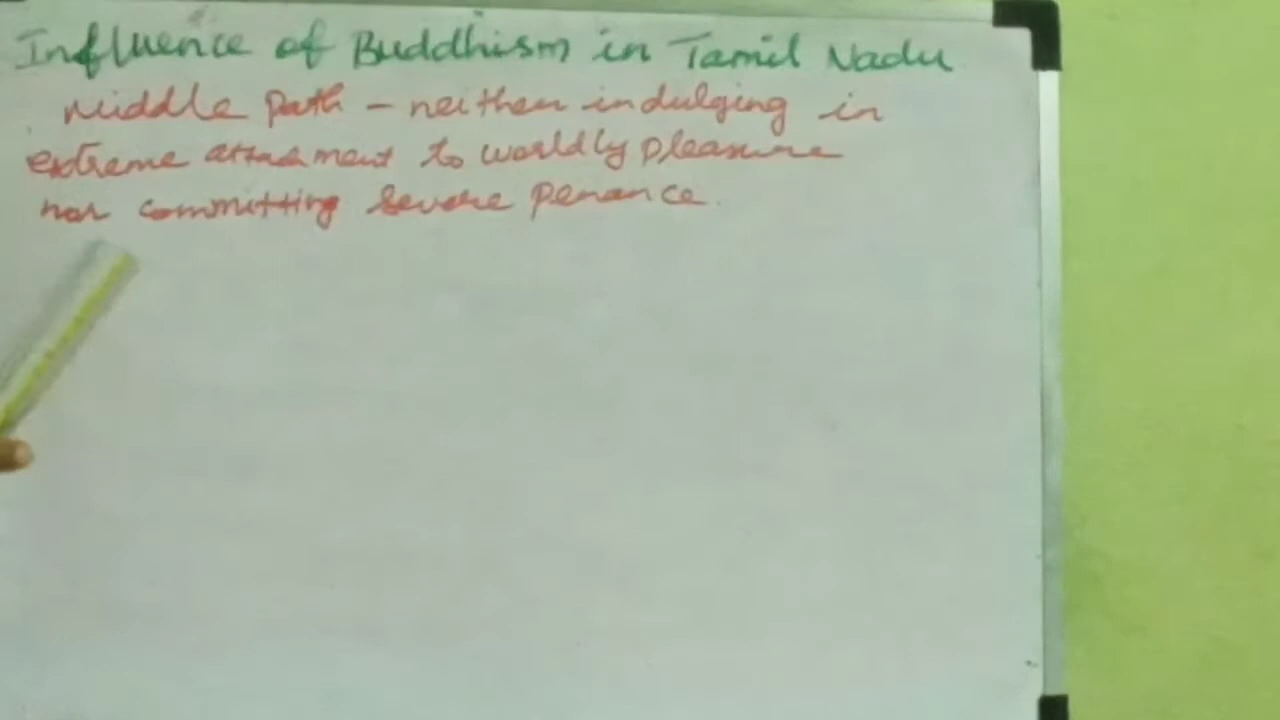 Influence of Buddhism in Tamil Nadu
Middle Path - neither indulging in
extreme attachment to worldly pleasure
nor committing severe penance.